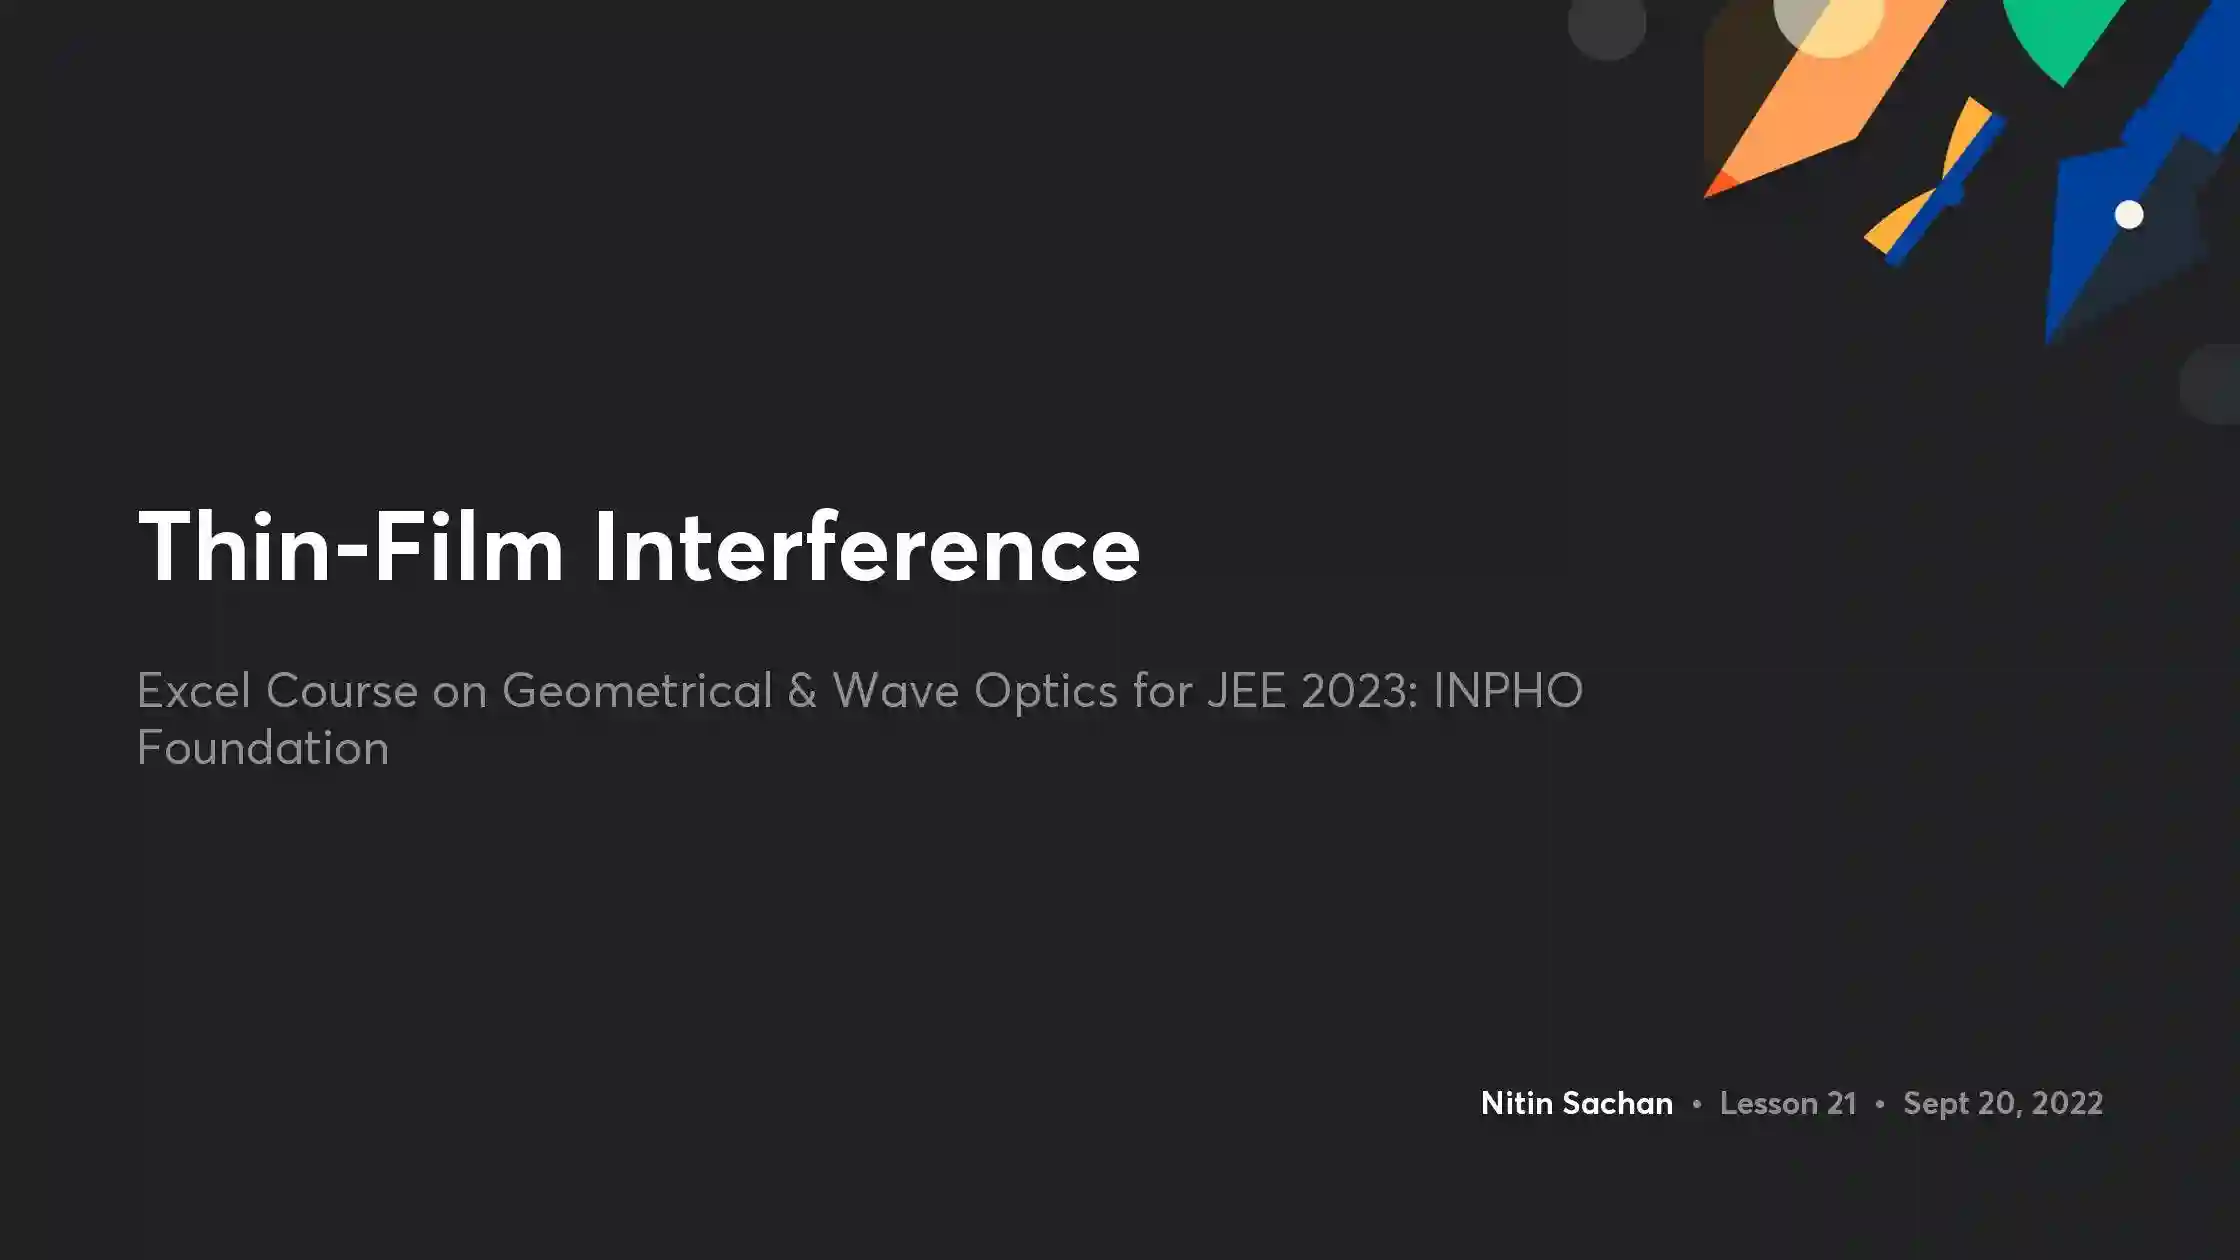 Thin-Film Interference
Excel Course on Geometrical & Wave Optics for JEE 2023: INPHO
Foundation
Nitin Sachan • Lesson 21 • Sept 20, 2022